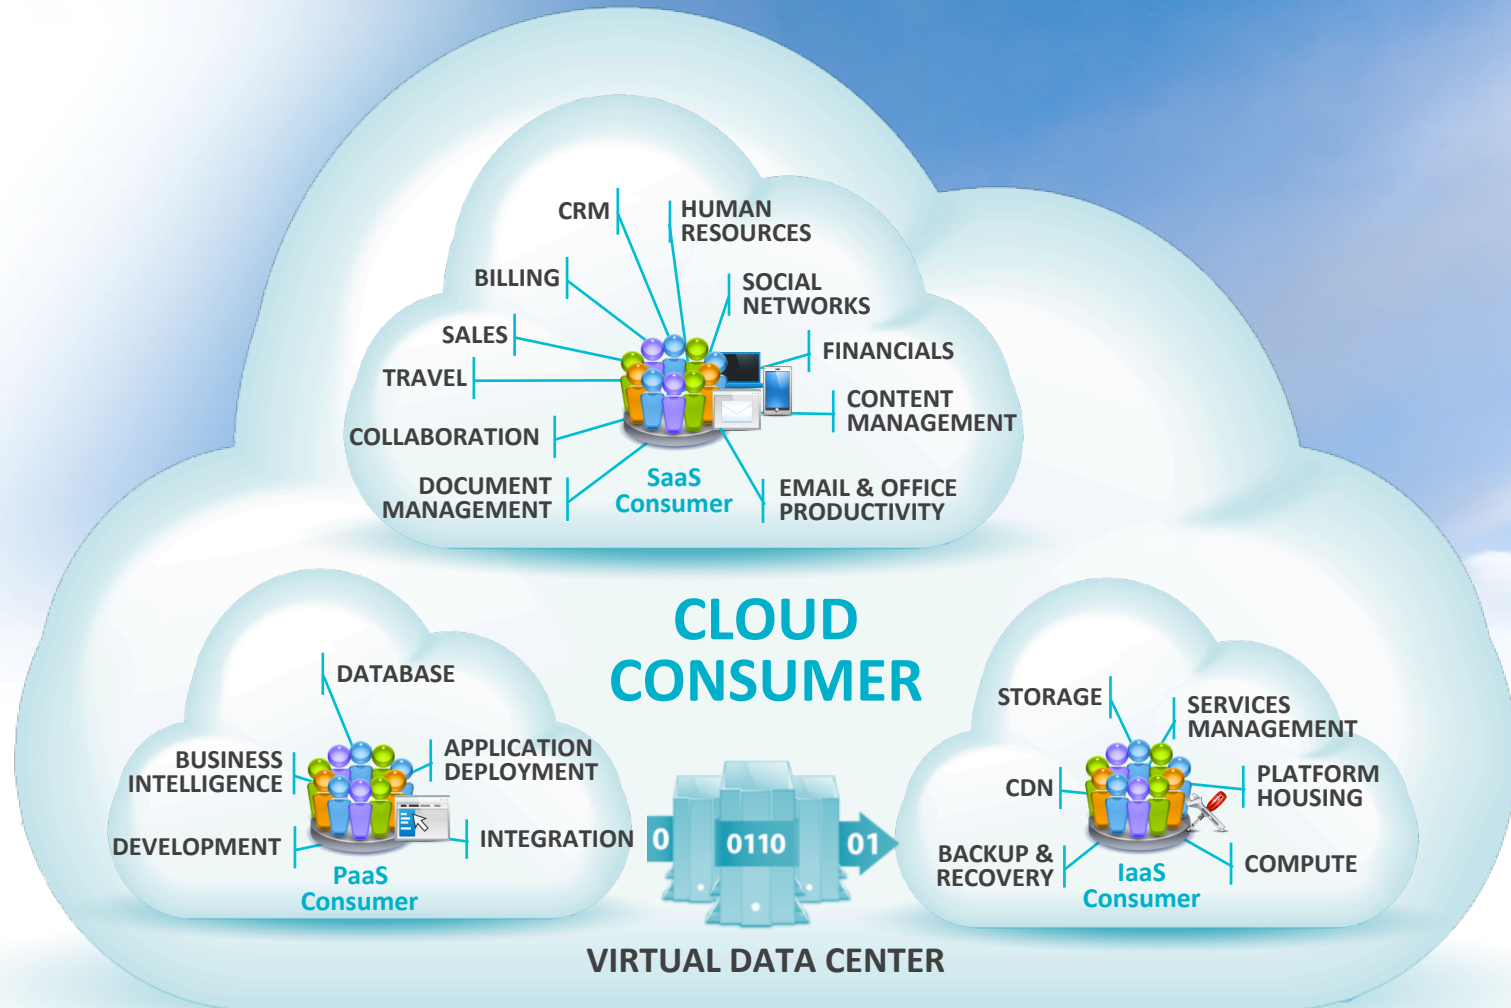 CRM
HUMAN
RESOURCES
BILLING
SOCIAL
NETWORKS
SALES
FINANCIALS
TRAVEL
CONTENT
MANAGEMENT
COLLABORATION
DOCUMENT
MANAGEMENT
EMAIL & OFFICE
PRODUCTIVITY
SaaS
Consumer
CLOUD
CONSUMER
DATABASE
BUSINESS
INTELLIGENCE
APPLICATION
DEPLOYMENT
DEVELOPMENT
INTEGRATION
PaaS
Consumer
0
0110
01
VIRTUAL DATA CENTER
STORAGE
SERVICES
MANAGEMENT
CDN
PLATFORM
HOUSING
BACKUP &
RECOVERY
COMPUTE
IaaS
Consumer